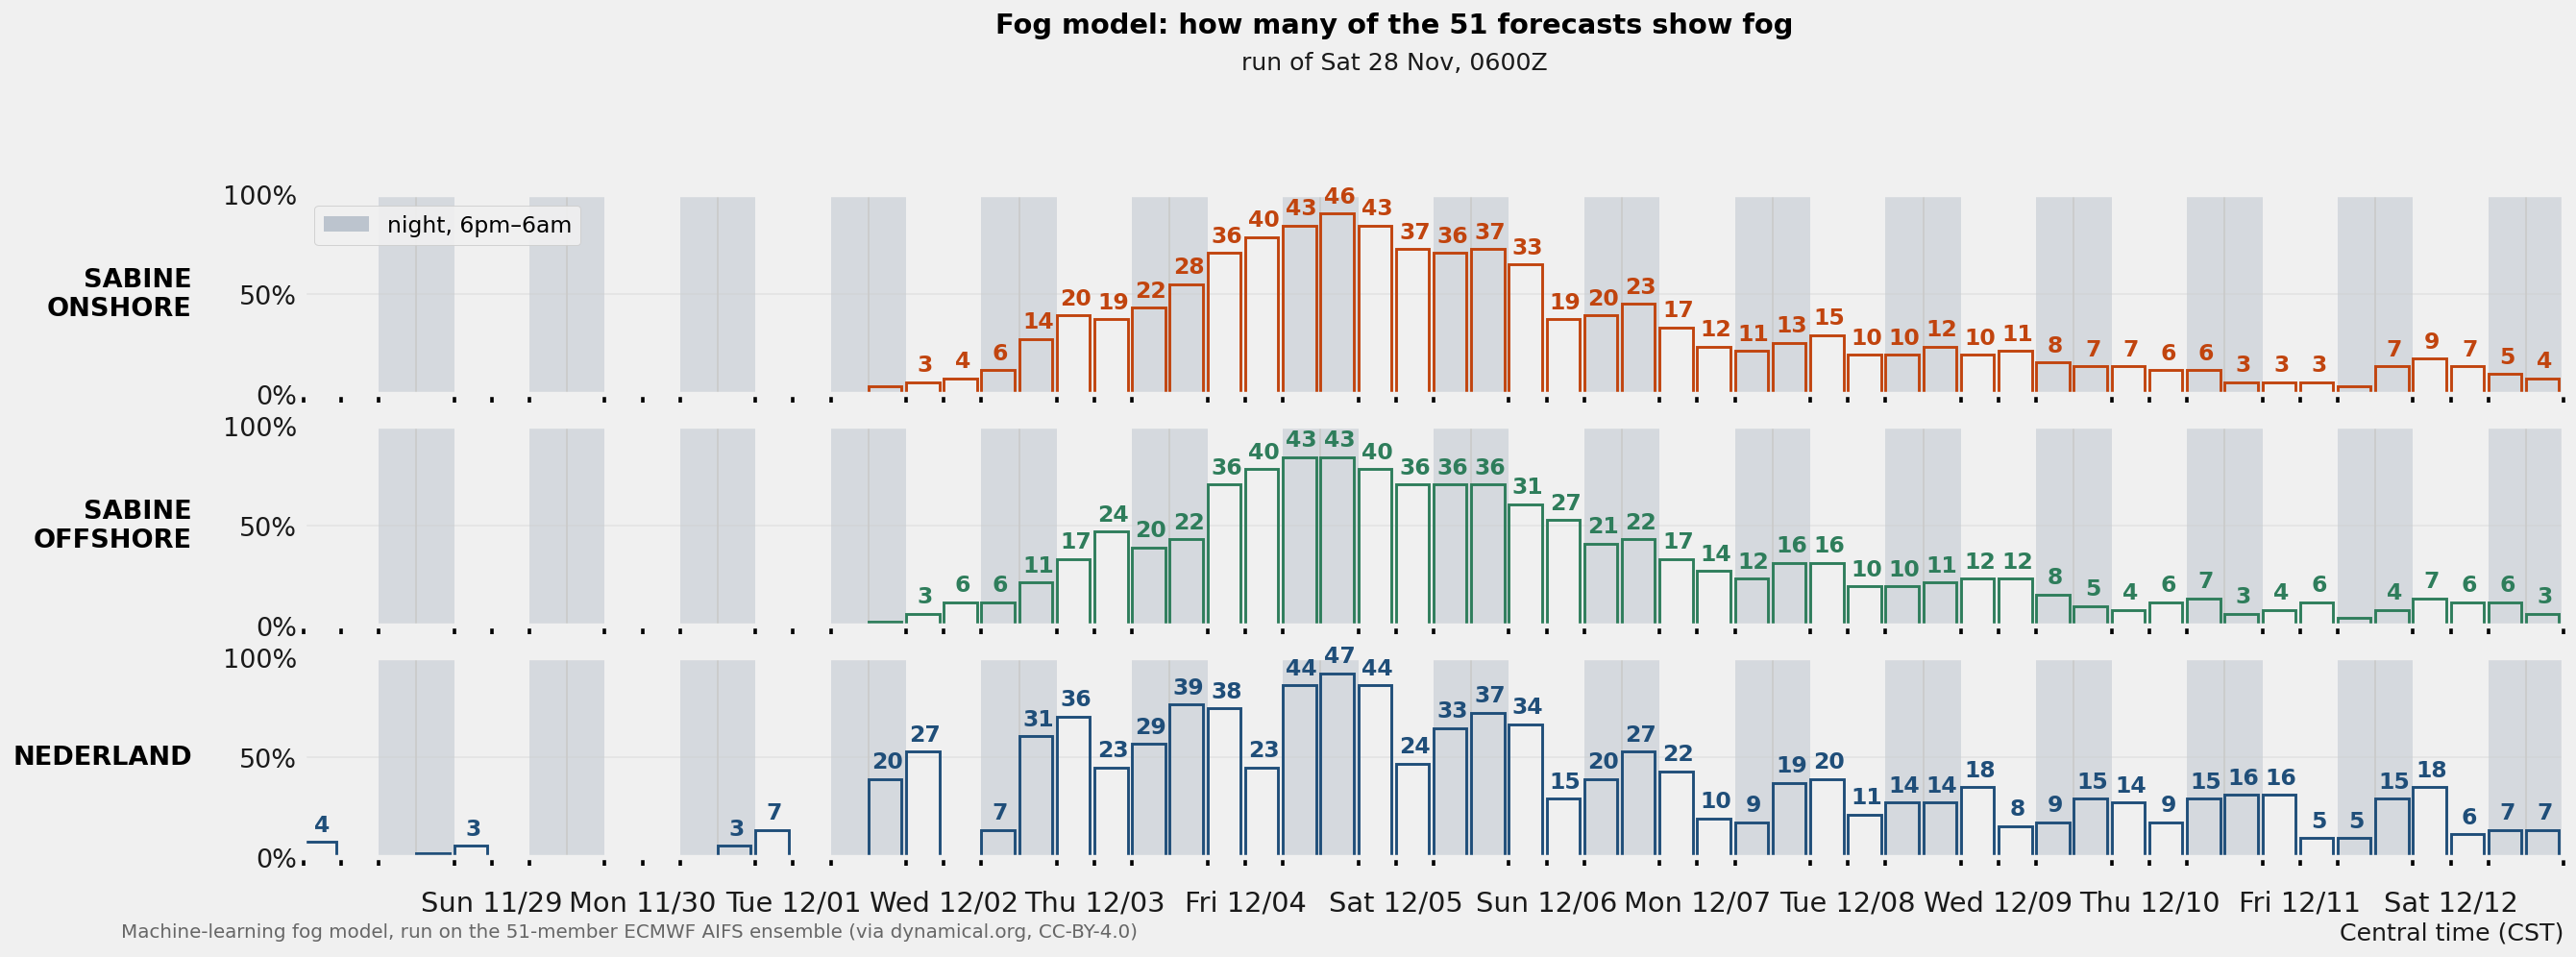 Fog model: how many of the 51 forecasts show fog
run of Sat 28 Nov, 0600Z
100%
50%
0%
night, 6pm–6am
SABINE
ONSHORE
3 4 6 14 20 19 22 28 36 40 43 46 43 37 36 37 33 19 20 23 17 12 11 13 15 10 10 12 10 11 8 7 7 6 6 3 3 3 7 9 7 5 4
100%
50%
0%
SABINE
OFFSHORE
3 6 6 11 17 24 20 22 36 40 43 43 40 36 36 36 31 27 21 22 17 14 12 16 16 10 10 11 12 12 8 5 4 6 7 3 4 6 4 7 6 6 3
100%
50%
0%
NEDERLAND
4 3 3 7 20 27 7 31 36 23 29 39 38 23 44 47 44 24 33 37 34 15 20 27 22 10 9 19 20 11 14 14 18 8 9 15 14 9 15 16 16 5 5 15 18 6 7 7
Sun 11/29 Mon 11/30 Tue 12/01 Wed 12/02 Thu 12/03 Fri 12/04 Sat 12/05 Sun 12/06 Mon 12/07 Tue 12/08 Wed 12/09 Thu 12/10 Fri 12/11 Sat 12/12
Machine-learning fog model, run on the 51-member ECMWF AIFS ensemble (via dynamical.org, CC-BY-4.0)
Central time (CST)